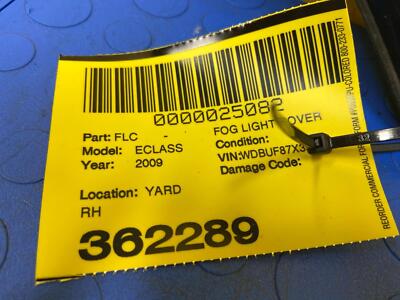 0000025082
Part: FLC - FOG LIGHT COVER
Model: ECLASS Condition:
Year: 2009 VIN:WDBUF87X3
Damage Code:
Location: YARD
RH
362289